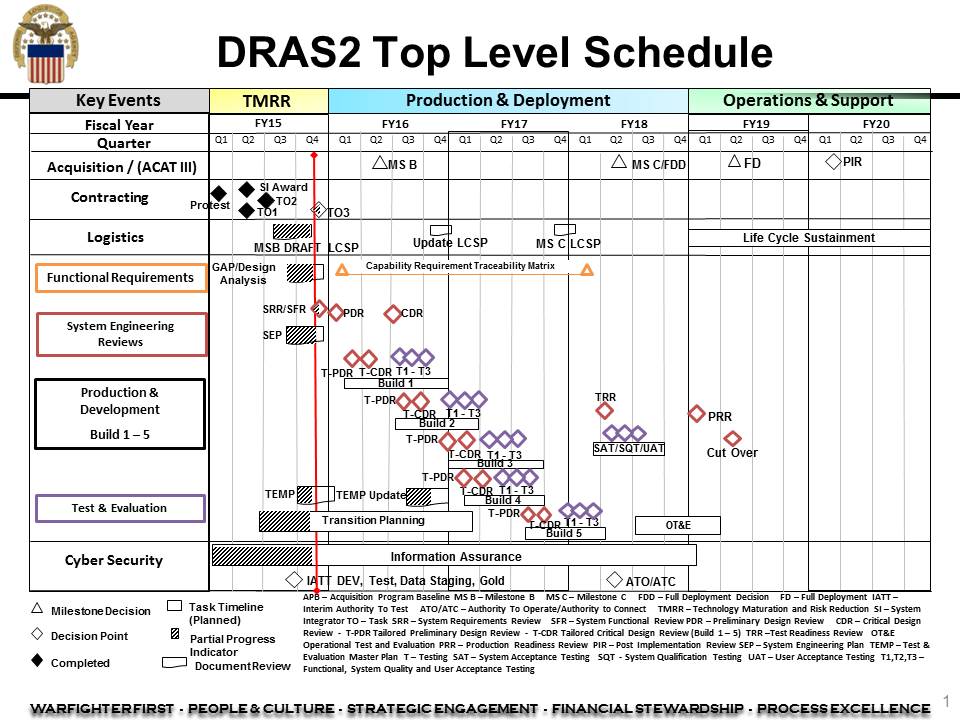 DRAS2 Top Level Schedule
Key Events TMRR Production & Deployment Operations & Support
Fiscal Year FY15 FY16 FY17 FY18 FY19 FY20
Quarter Q1 Q2 Q3 Q4 Q1 Q2 Q3 Q4 Q1 Q2 Q3 Q4 Q1 Q2 Q3 Q4 Q1 Q2 Q3 Q4 Q1 Q2 Q3 Q4
Acquisition / (ACAT III) MS B MS C/FDD FD PIR
Contracting Protest SI Award
TO2
TO1 TO3
Logistics MSB DRAFT LCSP Update LCSP MS C LCSP Life Cycle Sustainment
Functional Requirements GAP/Design
Analysis Capability Requirement Traceability Matrix
SRR/SFR PDR CDR
System Engineering
Reviews
SEP
T-PDR T-CDR T1 - T3
Build 1
Production &
Development
Build 1 – 5
T-PDR T-CDR T1 - T3
Build 2
TRR PRR
T-PDR T-CDR T1 - T3
Build 3
SAT/SQT/UAT Cut Over
T-PDR T-CDR T1 - T3
Build 4
Test & Evaluation TEMP TEMP Update
Transition Planning
T-PDR T-CDR T1 - T3
Build 5
OT&E
Cyber Security Information Assurance
IATT DEV, Test, Data Staging, Gold ATO/ATC
Milestone Decision
Decision Point
Completed
Task Timeline
(Planned)
Partial Progress
Indicator
Document Review
APB – Acquisition Program Baseline MS B – Milestone B MS C – Milestone C FDD – Full Deployment Decision FD – Full Deployment IATT –
Interim Authority To Test ATO/ATC – Authority To Operate/Authority to Connect TMRR – Technology Maturation and Risk Reduction SI – System
Integrator TO – Task SRR – System Requirements Review SFR – System Functional Review PDR – Preliminary Design Review CDR – Critical Design
Review - T-PDR Tailored Preliminary Design Review - T-CDR Tailored Critical Design Review (Build 1 – 5) TRR –Test Readiness Review OT&E
Operational Test and Evaluation PRR – Production Readiness Review PIR – Post Implementation Review SEP – System Engineering Plan TEMP – Test &
Evaluation Master Plan T – Testing SAT – System Acceptance Testing SQT - System Qualification Testing UAT – User Acceptance Testing T1,T2,T3 –
Functional, System Quality and User Acceptance Testing
1
WARFIGHTER FIRST - PEOPLE & CULTURE - STRATEGIC ENGAGEMENT - FINANCIAL STEWARDSHIP - PROCESS EXCELLENCE